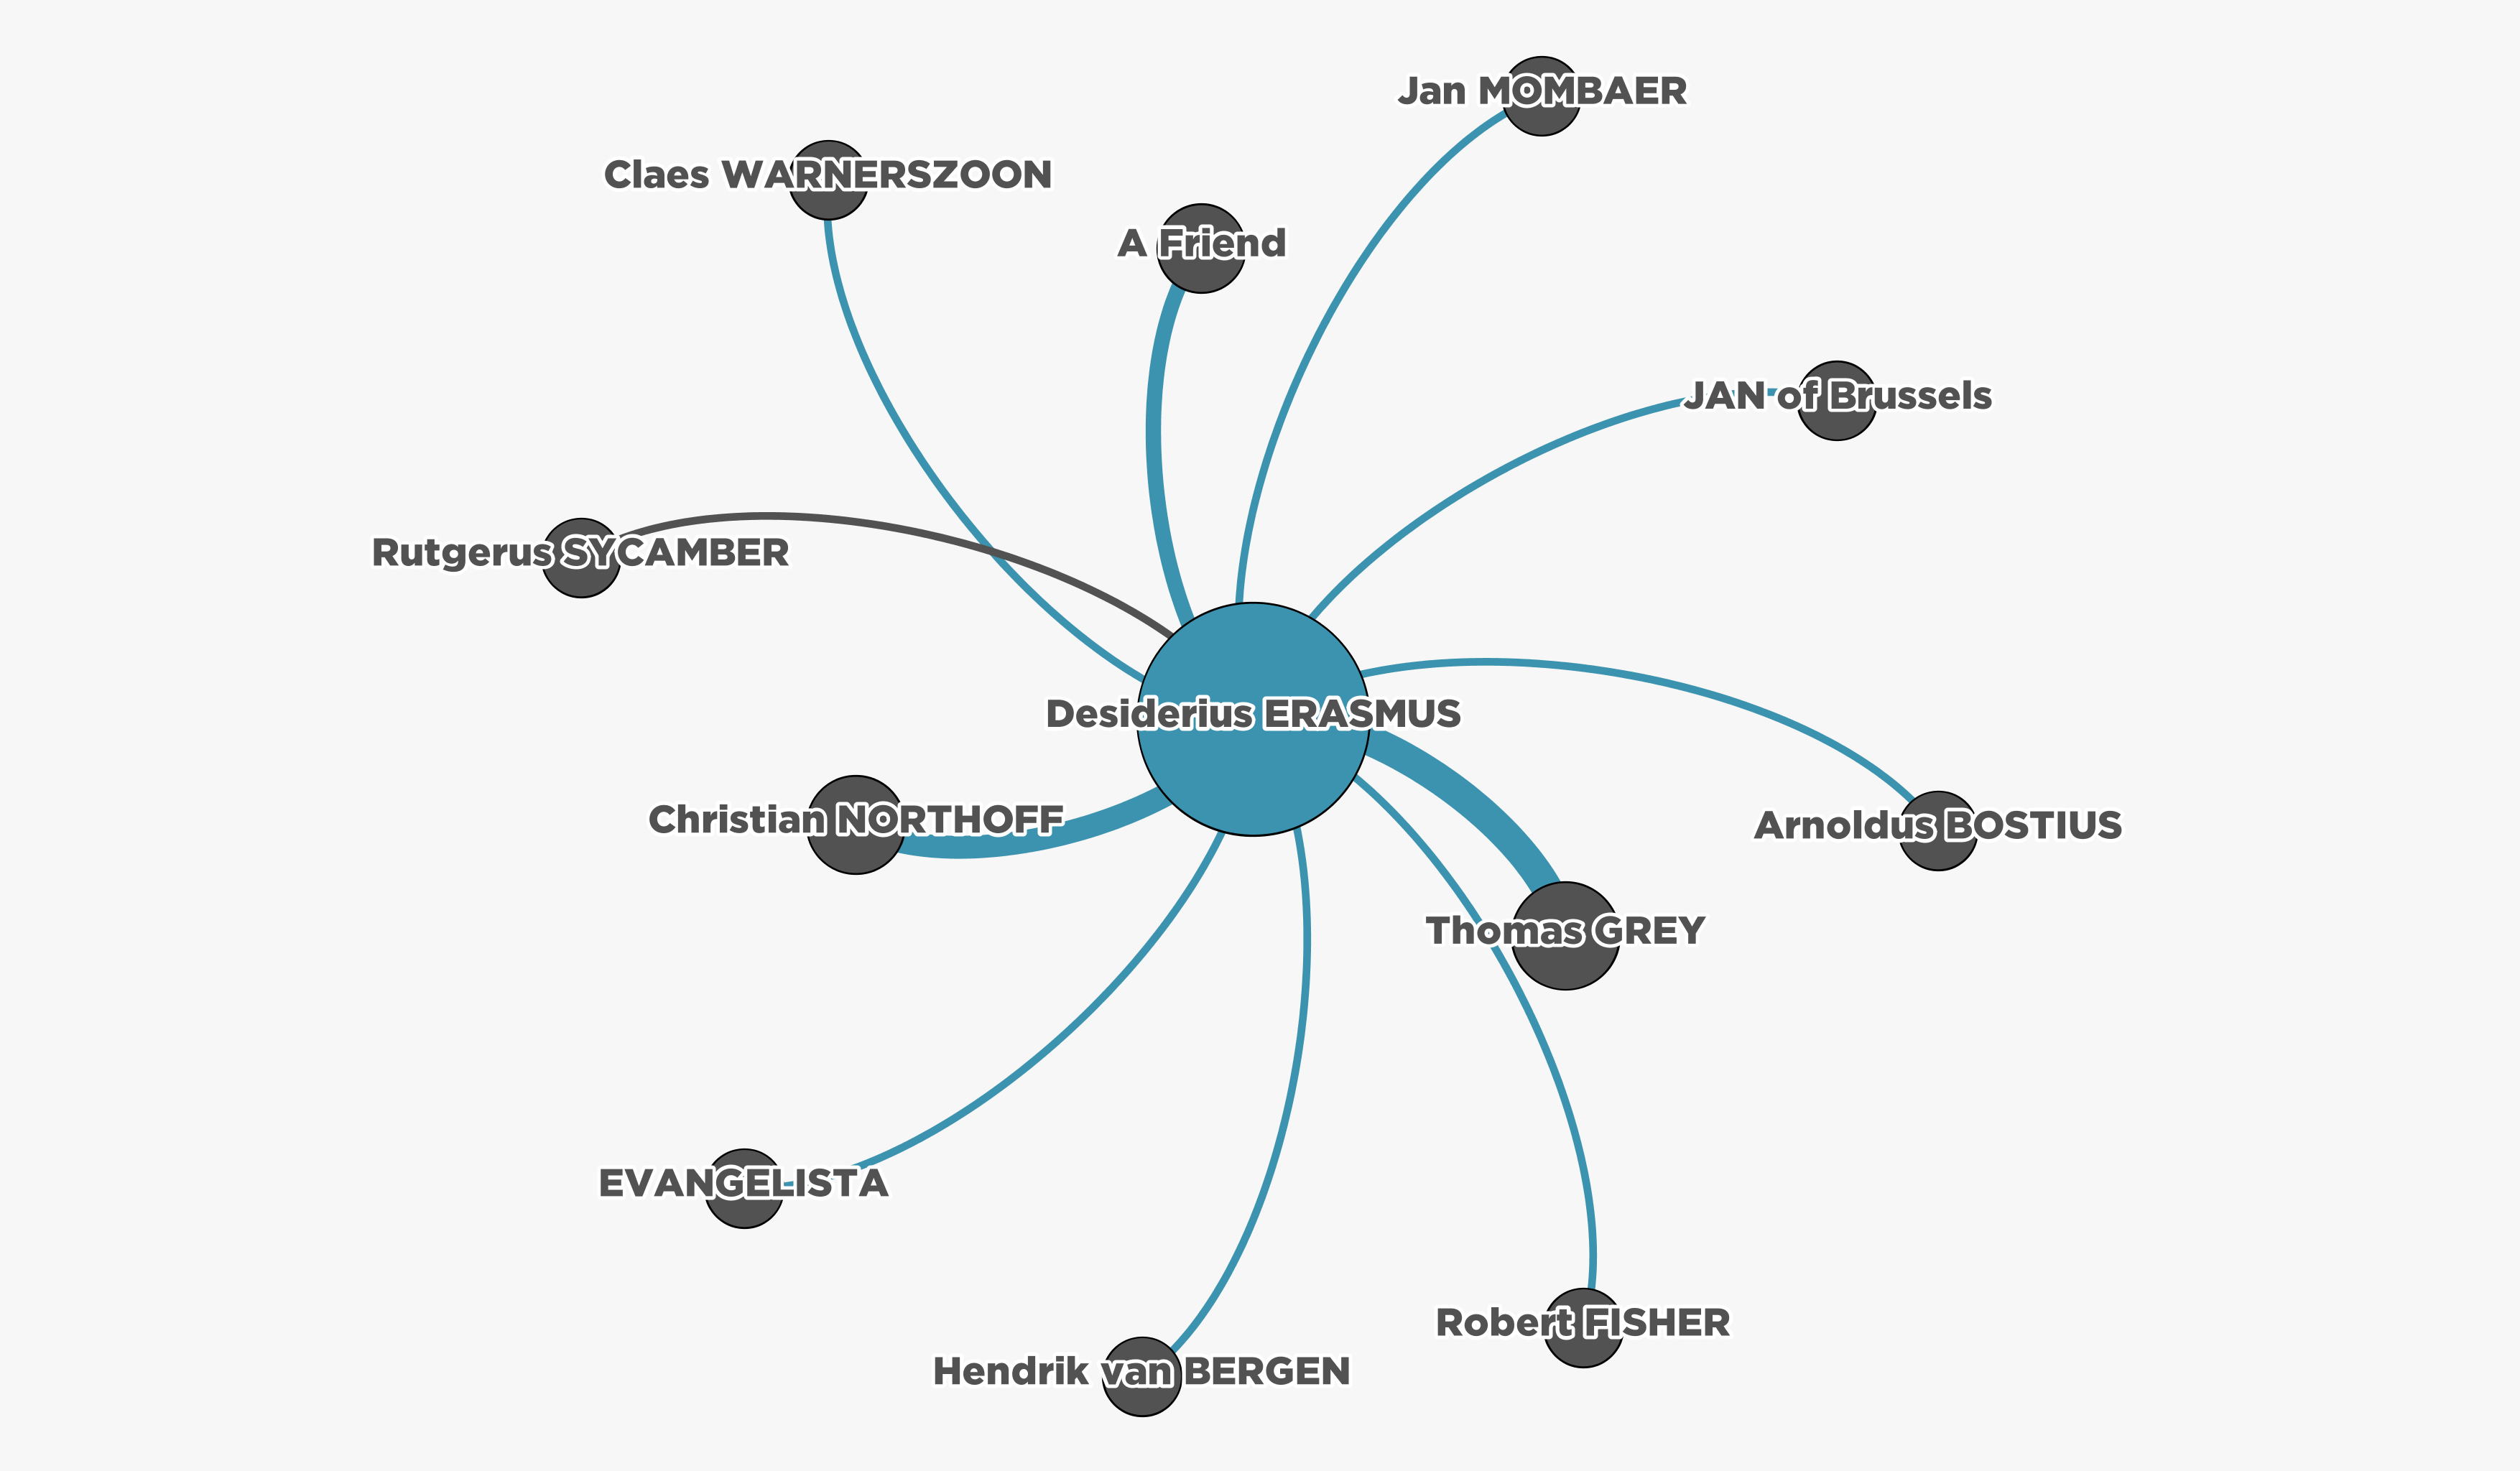 Jan MOMBAER
Claes WARNERSZOON
A Friend
JAN of Brussels
Rutgerus SYCAMBER
Desiderius ERASMUS
Christian NORTHOFF
Arnoldus BOSTIUS
Thomas GREY
EVANGELISTA
Robert FISHER
Hendrik van BERGEN